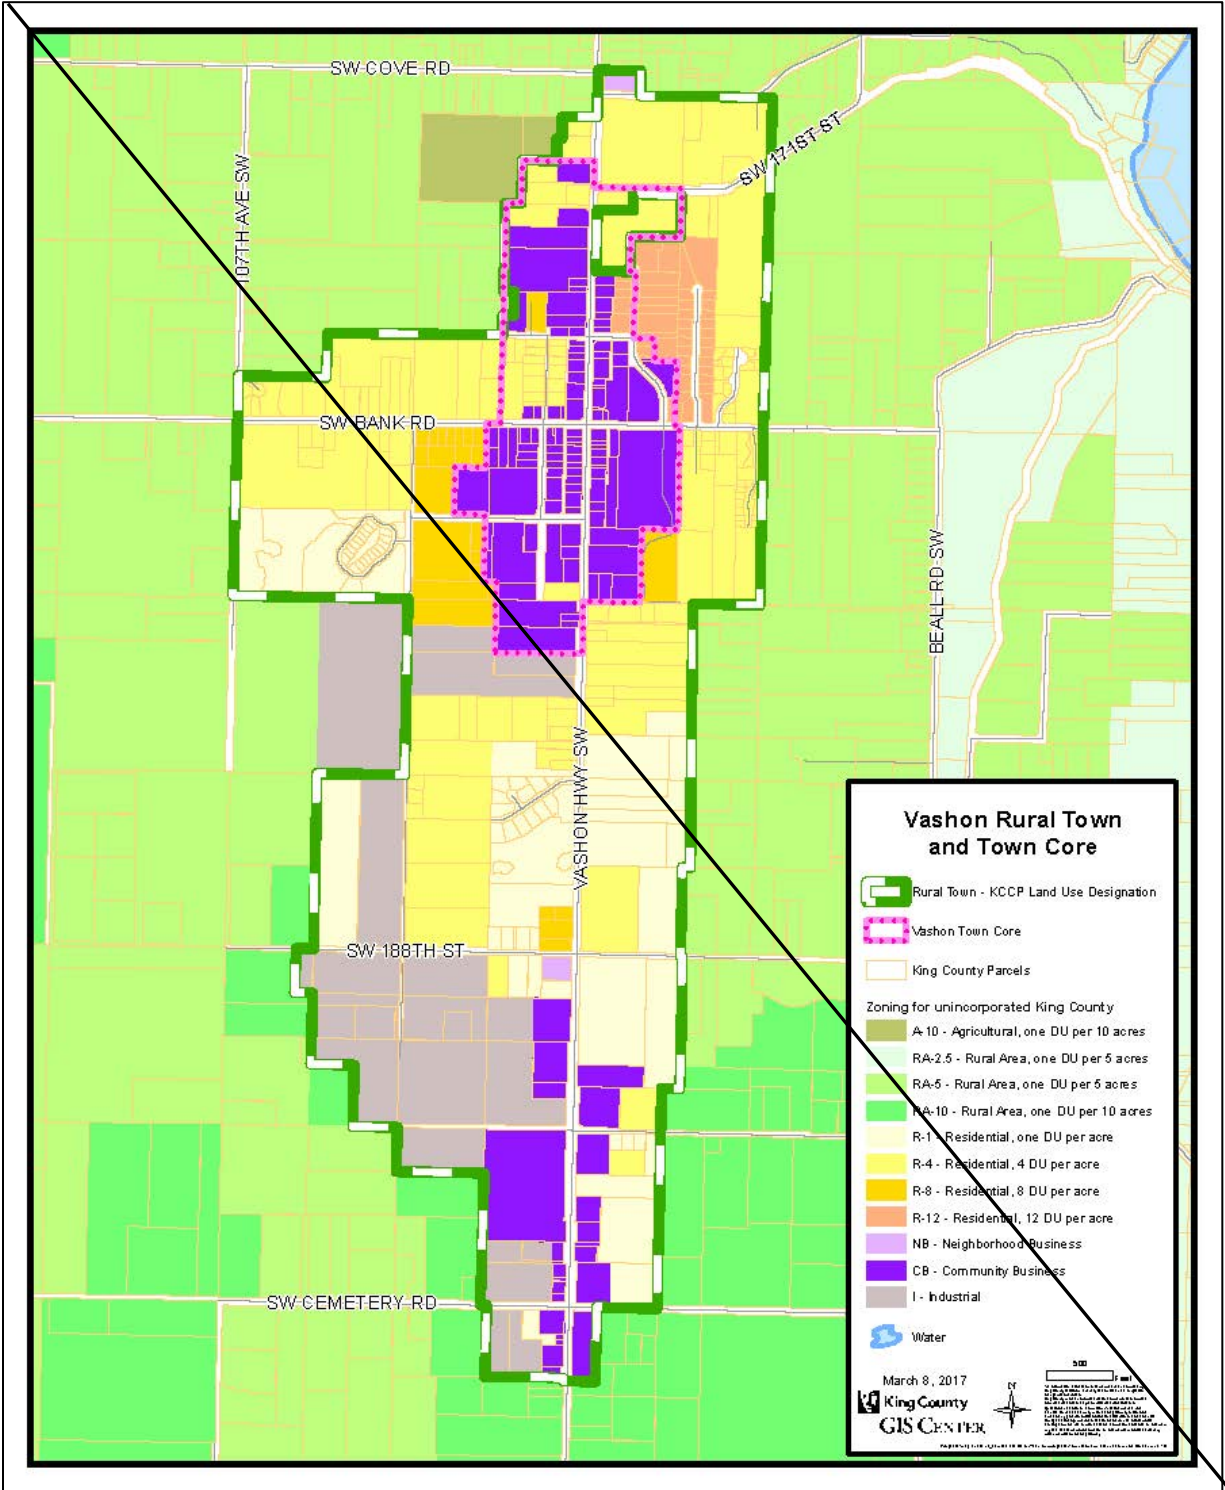 SW COVE RD
SW 171ST ST
107TH AVE SW
SW BANK RD
BEALL RD SW
VASHON HWY SW
SW 188TH ST
SW CEMETERY RD
Vashon Rural Town
and Town Core
Rural Town - KCCP Land Use Designation
Vashon Town Core
King County Parcels
Zoning for unincorporated King County
A-10 - Agricultural, one DU per 10 acres
RA-2.5 - Rural Area, one DU per 5 acres
RA-5 - Rural Area, one DU per 5 acres
RA-10 - Rural Area, one DU per 10 acres
R-1 - Residential, one DU per acre
R-4 - Residential, 4 DU per acre
R-8 - Residential, 8 DU per acre
R-12 - Residential, 12 DU per acre
NB - Neighborhood Business
CB - Community Business
I - Industrial
Water
500
Feet
March 8, 2017
N
King County
GIS CENTER